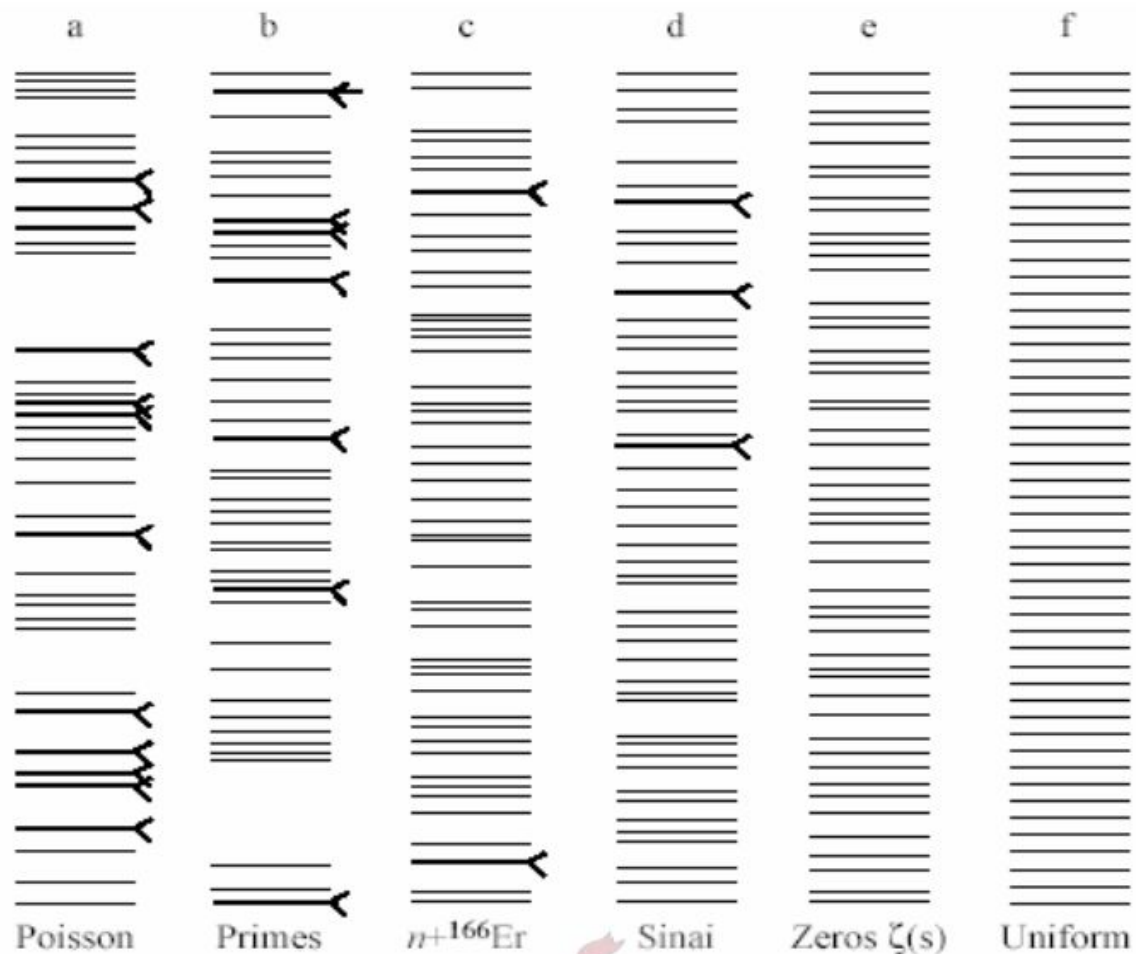 a b c d e f
Poisson Primes n+¹⁶⁶Er Sinai Zeros ζ(s) Uniform